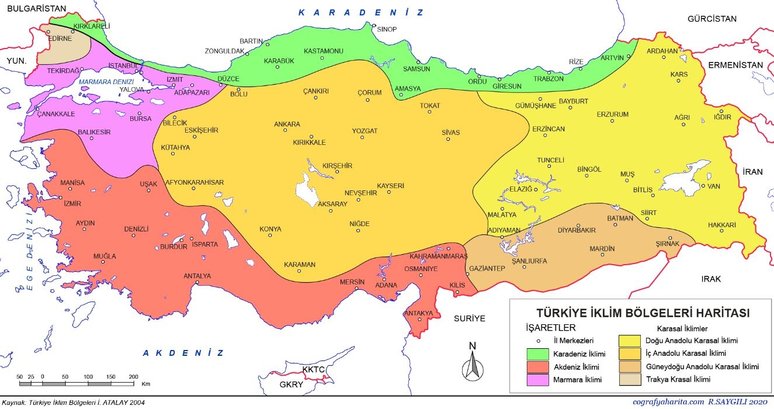 BULGARİSTAN
KARADENİZ
GÜRCİSTAN
KIRKLARELİ
EDİRNE
YUN.
TEKİRDAĞ
İSTANBUL
MARMARA DENİZİ
YALOVA
İZMİT
ADAPAZARI
DÜZCE
BOLU
ZONGULDAK
BARTIN
KARABÜK
KASTAMONU
SİNOP
SAMSUN
AMASYA
ORDU
GİRESUN
TRABZON
RİZE
ARTVIN
ARDAHAN
KARS
ERMENİSTAN
IĞDIR
AĞRI
ÇANAKKALE
BURSA
BALIKESİR
BİLECİK
ESKİŞEHİR
KÜTAHYA
ÇANKIRI
ÇORUM
TOKAT
ANKARA
KIRIKKALE
YOZGAT
SİVAS
GÜMÜŞHANE
BAYBURT
ERZİNCAN
ERZURUM
İRAN
MANİSA
İZMİR
UŞAK
AFYONKARAHİSAR
KIRŞEHİR
NEVŞEHİR
KAYSERİ
AKSARAY
NİĞDE
TUNCELİ
BİNGÖL
MUŞ
ELAZIĞ
BİTLİS
VAN
MALATYA
ADIYAMAN
SİİRT
BATMAN
DİYARBAKIR
HAKKARİ
ŞIRNAK
MARDİN
ŞANLIURFA
GAZİANTEP
EGE DENİZİ
AYDIN
DENİZLİ
BURDUR
ISPARTA
MUĞLA
ANTALYA
KONYA
KARAMAN
MERSİN
ADANA
OSMANİYE
KAHRAMANMARAŞ
KİLİS
ANTAKYA
SURİYE
IRAK
AKDENİZ
KKTC
GKRY
N
TÜRKİYE İKLİM BÖLGELERİ HARİTASI
İŞARETLER
İl Merkezleri
Karadeniz İklimi
Akdeniz İklimi
Marmara İklimi
Karasal İklimler
Doğu Anadolu Karasal İklimi
İç Anadolu Karasal İklimi
Güneydoğu Anadolu Karasal İklimi
Trakya Krasal İklimi
50 0 50 100 150 200
Km
Kaynak: Türkiye İklim Bölgeleri İ. ATALAY 2004
cografyaharita.com R.SAYGILI 2020